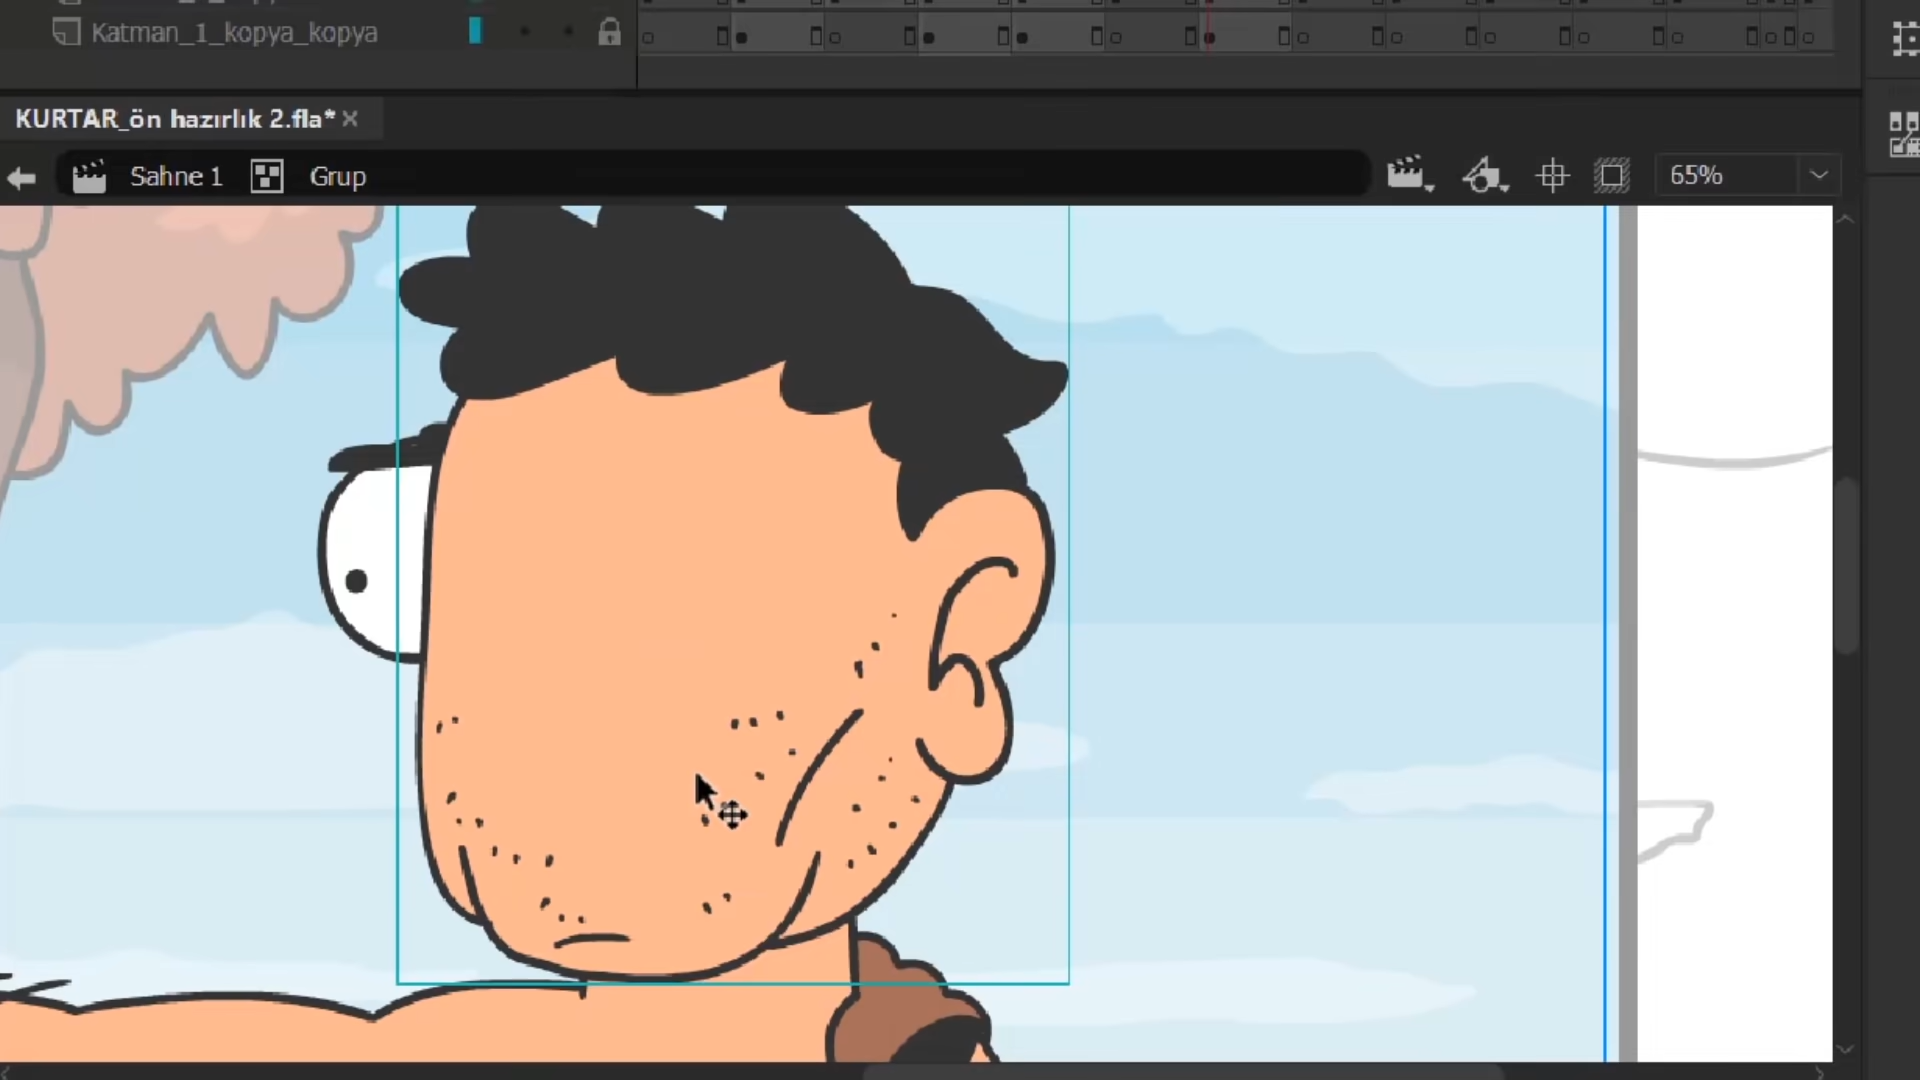 Katman_1_kopya_kopya
KURTAR_ön hazırlık 2.fla*
Sahne 1 Grup 65%